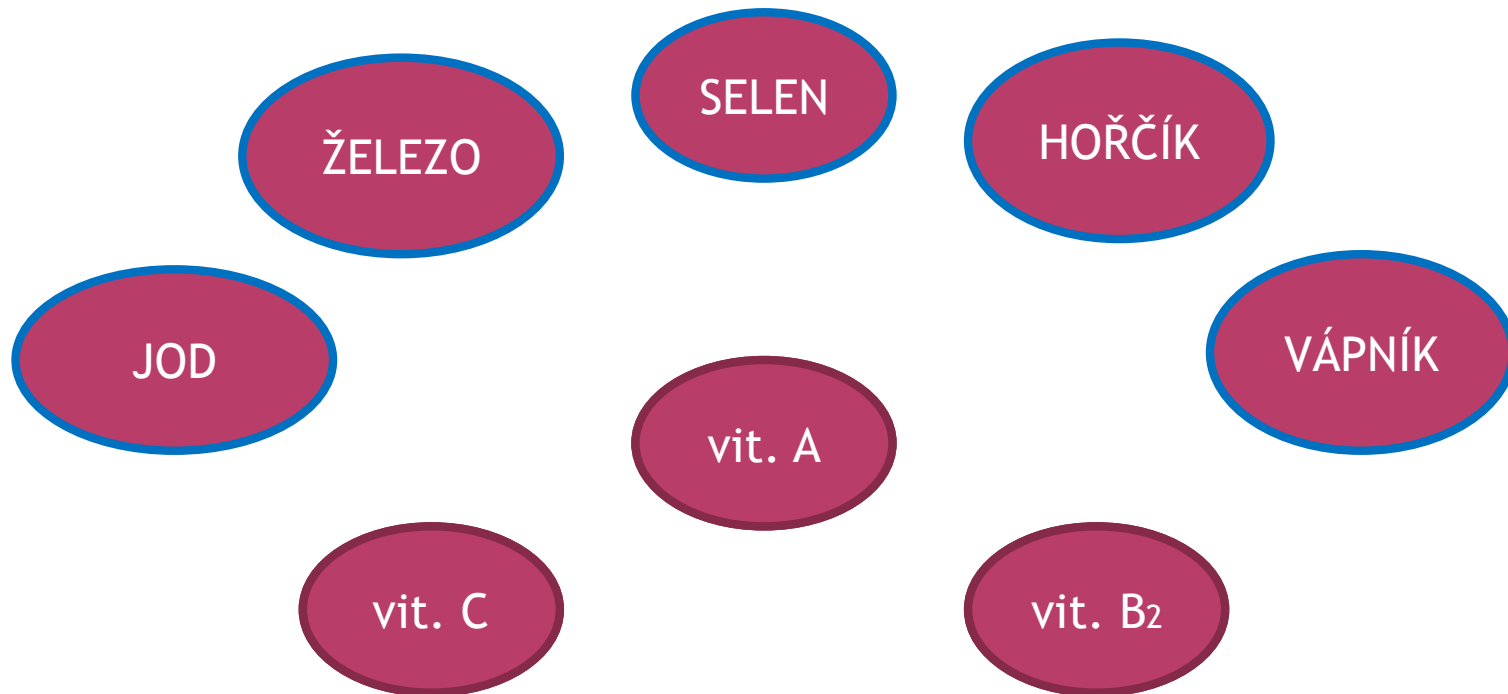 SELEN
HOŘČÍK
ŽELEZO
VÁPNÍK
JOD
vit. A
vit. C
vit. B₂